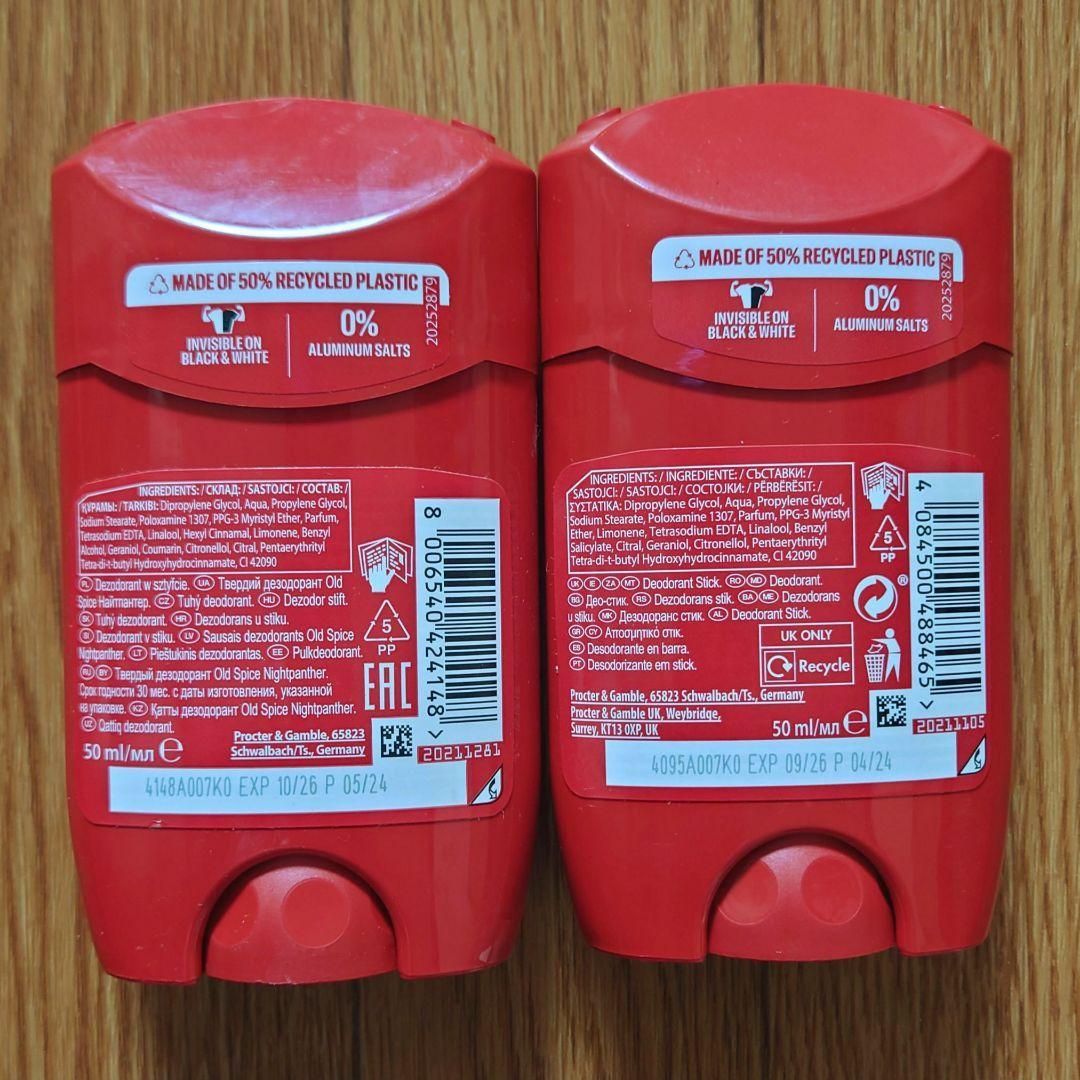 MADE OF 50% RECYCLED PLASTIC
20252879
INVISIBLE ON
BLACK & WHITE
0%
ALUMINUM SALTS
INGREDIENTS: / СКЛАД: / SASTOJCI: / СОСТАВ: /
ҚҰРАМЫ: / TARKIBI: Dipropylene Glycol, Aqua, Propylene Glycol,
Sodium Stearate, Poloxamine 1307, PPG-3 Myristyl Ether, Parfum,
Tetrasodium EDTA, Linalool, Hexyl Cinnamal, Limonene, Benzyl
Alcohol, Geraniol, Coumarin, Citronellol, Citral, Pentaerythrityl
Tetra-di-t-butyl Hydroxyhydrocinnamate, CI 42090
PL Dezodorant w sztyfcie. UA Твердий дезодорант Old
Spice Найтпантер. CZ Tuhý deodorant. HU Dezodor stift.
SK Tuhý dezodorant. HR Dezodorans u stiku.
SI Dezodorant v stiku. LV Sausais dezodorants Old Spice
Nightpanther. LT Pieštukinis dezodorantas. EE Pulkdeodorant.
RU BY Твердый дезодорант Old Spice Nightpanther.
Срок годности 30 мес. с даты изготовления, указанной
на упаковке. KZ Қатты дезодорант Old Spice Nightpanther.
UZ Qattiq dezodorant.
50 ml/мл e
Procter & Gamble, 65823
Schwalbach/Ts., Germany
5
PP
EAC
8 006540 424148 >
20211281
4148A007K0 EXP 10/26 P 05/24
MADE OF 50% RECYCLED PLASTIC
20252879
INVISIBLE ON
BLACK & WHITE
0%
ALUMINUM SALTS
INGREDIENTS: / INGREDIENTE: / СЪСТАВКИ: /
SASTOJCI: / SASTOJCI: / СОСТОЈКИ: / PËRBËRËSIT: /
ΣΥΣΤΑΤΙΚΑ: Dipropylene Glycol, Aqua, Propylene Glycol,
Sodium Stearate, Poloxamine 1307, Parfum, PPG-3 Myristyl
Ether, Limonene, Tetrasodium EDTA, Linalool, Benzyl
Salicylate, Citral, Geraniol, Citronellol, Pentaerythrityl
Tetra-di-t-butyl Hydroxyhydrocinnamate, CI 42090
UK IE ZA MT Deodorant Stick. RO MD Deodorant.
BG Део-стик. RS Dezodorans stik. BA ME Dezodorans
u stiku. MK Дезодоранс стик. AL Deodorant Stick.
GR CY Αποσμητικό στικ.
ES Desodorante en barra.
PT Desodorizante em stick.
UK ONLY
Recycle
Procter & Gamble, 65823 Schwalbach/Ts., Germany
Procter & Gamble UK, Weybridge,
Surrey, KT13 0XP, UK
50 ml/мл e
5
PP
®
4 084500 488465 >
20211105
4095A007K0 EXP 09/26 P 04/24